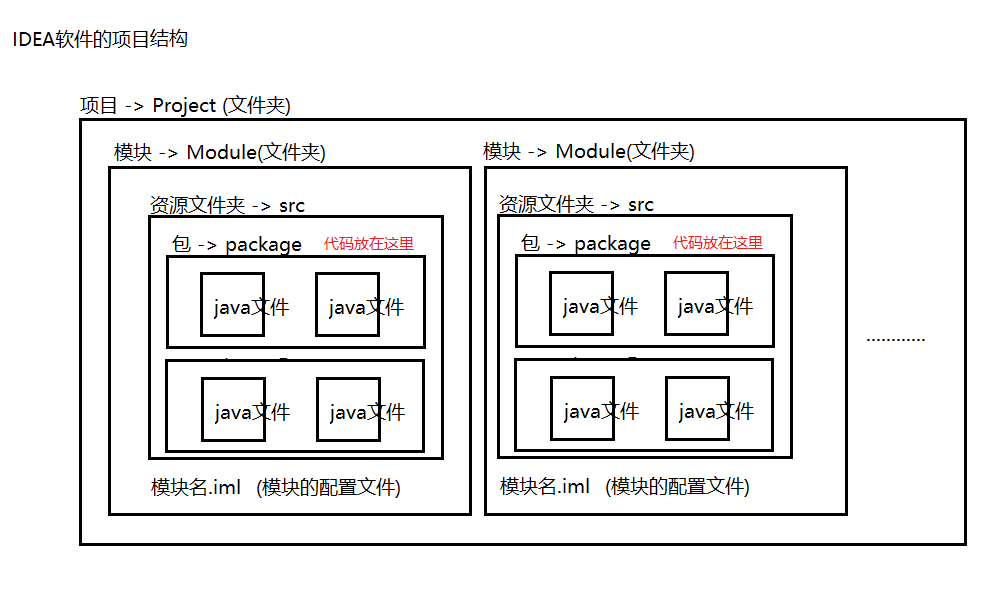 IDEA软件的项目结构
项目 -> Project (文件夹)
模块 -> Module(文件夹)
资源文件夹 -> src
包 -> package 代码放在这里
java文件 java文件
java文件 java文件
模块名.iml (模块的配置文件)
模块 -> Module(文件夹)
资源文件夹 -> src
包 -> package 代码放在这里
java文件 java文件
java文件 java文件
模块名.iml (模块的配置文件)
............